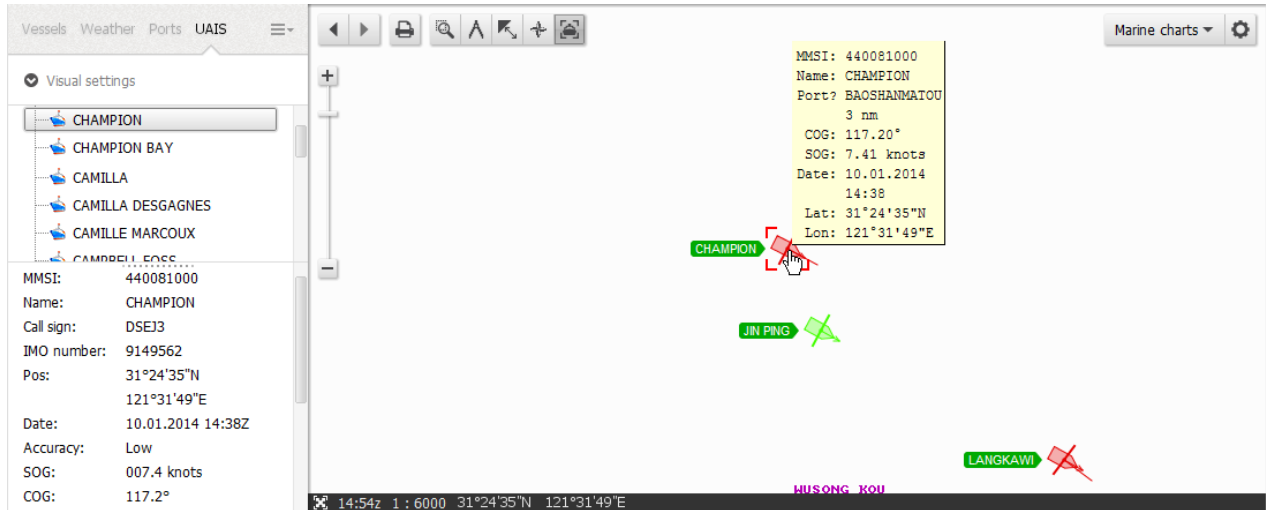 Vessels Weather Ports UAIS
Marine charts
Visual settings
CHAMPION
CHAMPION BAY
CAMILLA
CAMILLA DESGAGNES
CAMILLE MARCOUX
CAMPBELL FOSS
MMSI: 440081000
Name: CHAMPION
Call sign: DSEJ3
IMO number: 9149562
Pos: 31°24'35"N
121°31'49"E
Date: 10.01.2014 14:38Z
Accuracy: Low
SOG: 007.4 knots
COG: 117.2°
MMSI: 440081000
Name: CHAMPION
Port? BAOSHANMATOU
3 nm
COG: 117.20°
SOG: 7.41 knots
Date: 10.01.2014
14:38
Lat: 31°24'35"N
Lon: 121°31'49"E
CHAMPION
JIN PING
LANGKAWI
WUSONG KOU
14:54z 1 : 6000 31°24'35"N 121°31'49"E